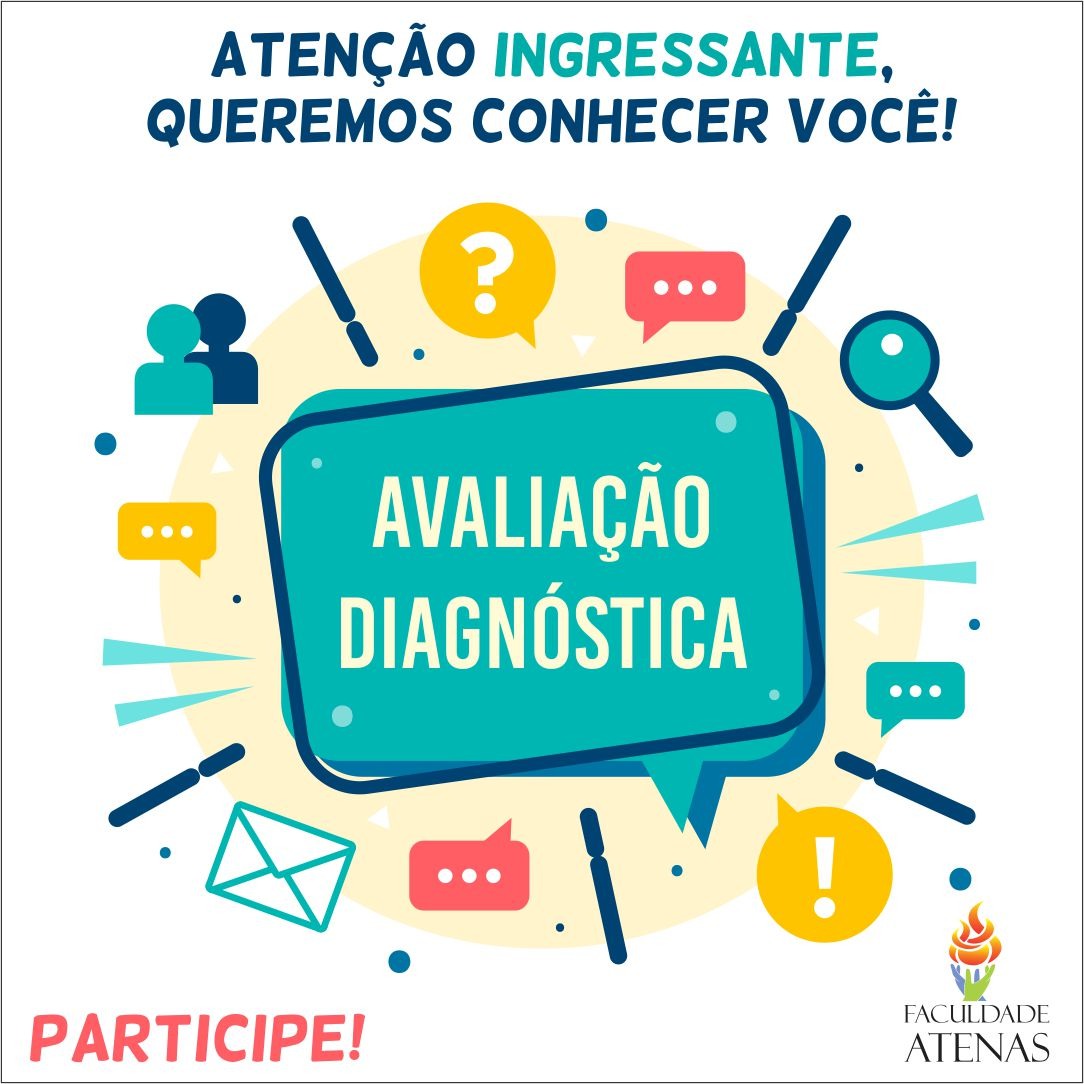 ATENÇÃO INGRESSANTE,
QUEREMOS CONHECER VOCÊ!
?
AVALIAÇÃO
DIAGNÓSTICA
!
PARTICIPE!
FACULDADE
ATENAS